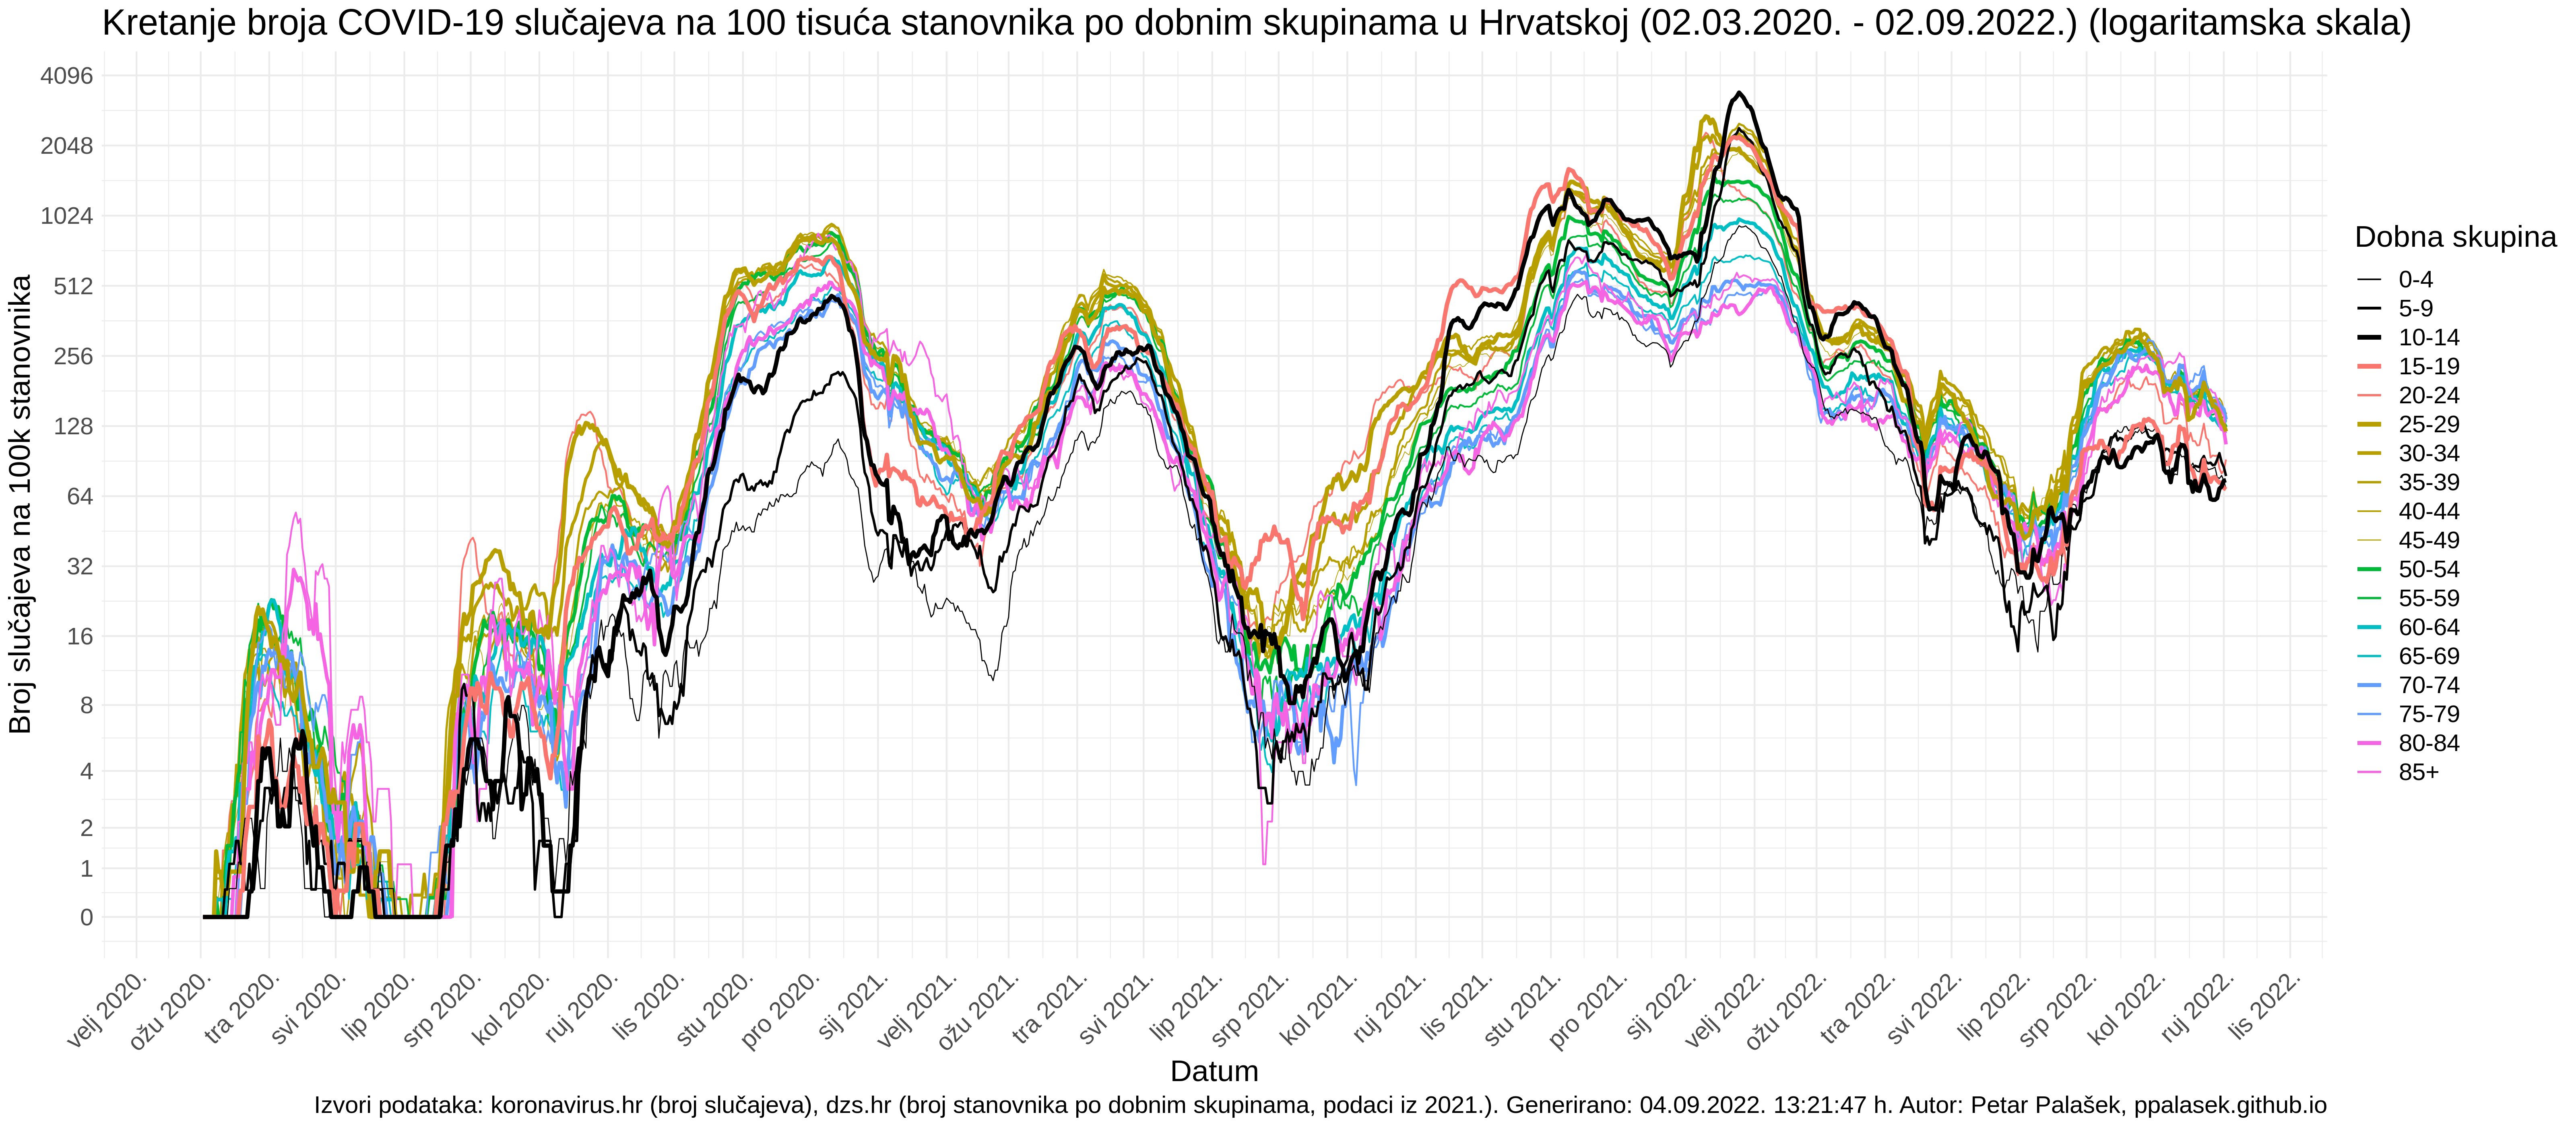 Kretanje broja COVID-19 slučajeva na 100 tisuća stanovnika po dobnim skupinama u Hrvatskoj (02.03.2020. - 02.09.2022.) (logaritamska skala)
Broj slučajeva na 100k stanovnika
4096
2048
1024
512
256
128
64
32
16
8
4
2
1
0
velj 2020.
ožu 2020.
tra 2020.
svi 2020.
lip 2020.
srp 2020.
kol 2020.
ruj 2020.
lis 2020.
stu 2020.
pro 2020.
sij 2021.
velj 2021.
ožu 2021.
tra 2021.
svi 2021.
lip 2021.
srp 2021.
kol 2021.
ruj 2021.
lis 2021.
stu 2021.
pro 2021.
sij 2022.
velj 2022.
ožu 2022.
tra 2022.
svi 2022.
lip 2022.
srp 2022.
kol 2022.
ruj 2022.
lis 2022.
Datum
Dobna skupina
0-4
5-9
10-14
15-19
20-24
25-29
30-34
35-39
40-44
45-49
50-54
55-59
60-64
65-69
70-74
75-79
80-84
85+
Izvori podataka: koronavirus.hr (broj slučajeva), dzs.hr (broj stanovnika po dobnim skupinama, podaci iz 2021.). Generirano: 04.09.2022. 13:21:47 h. Autor: Petar Palašek, ppalasek.github.io